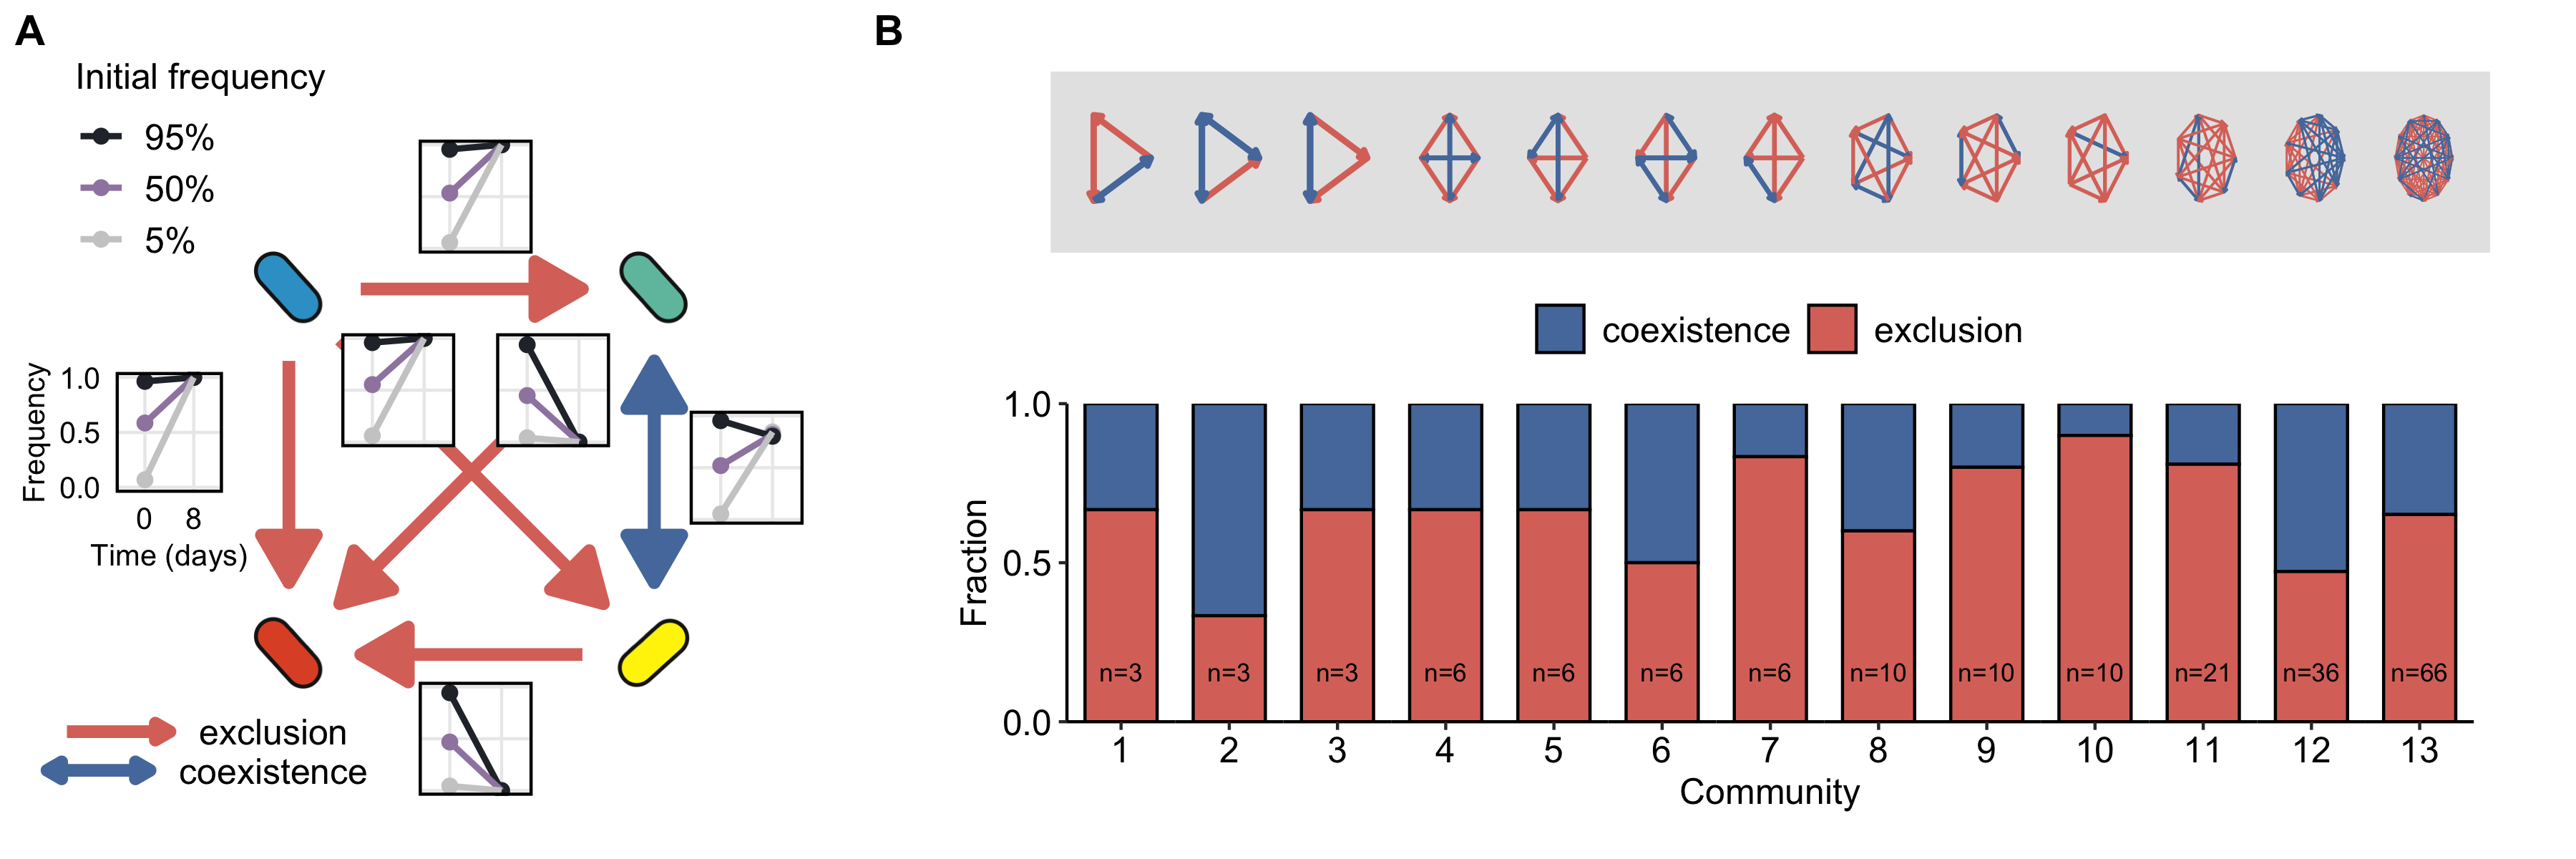 A
Initial frequency
95%
50%
5%
Frequency
1.0
0.5
0.0
0 8
Time (days)
exclusion
coexistence
B
coexistence exclusion
Fraction
1.0
0.5
0.0
n=3 n=3 n=3 n=6 n=6 n=6 n=6 n=10 n=10 n=10 n=21 n=36 n=66
1 2 3 4 5 6 7 8 9 10 11 12 13
Community